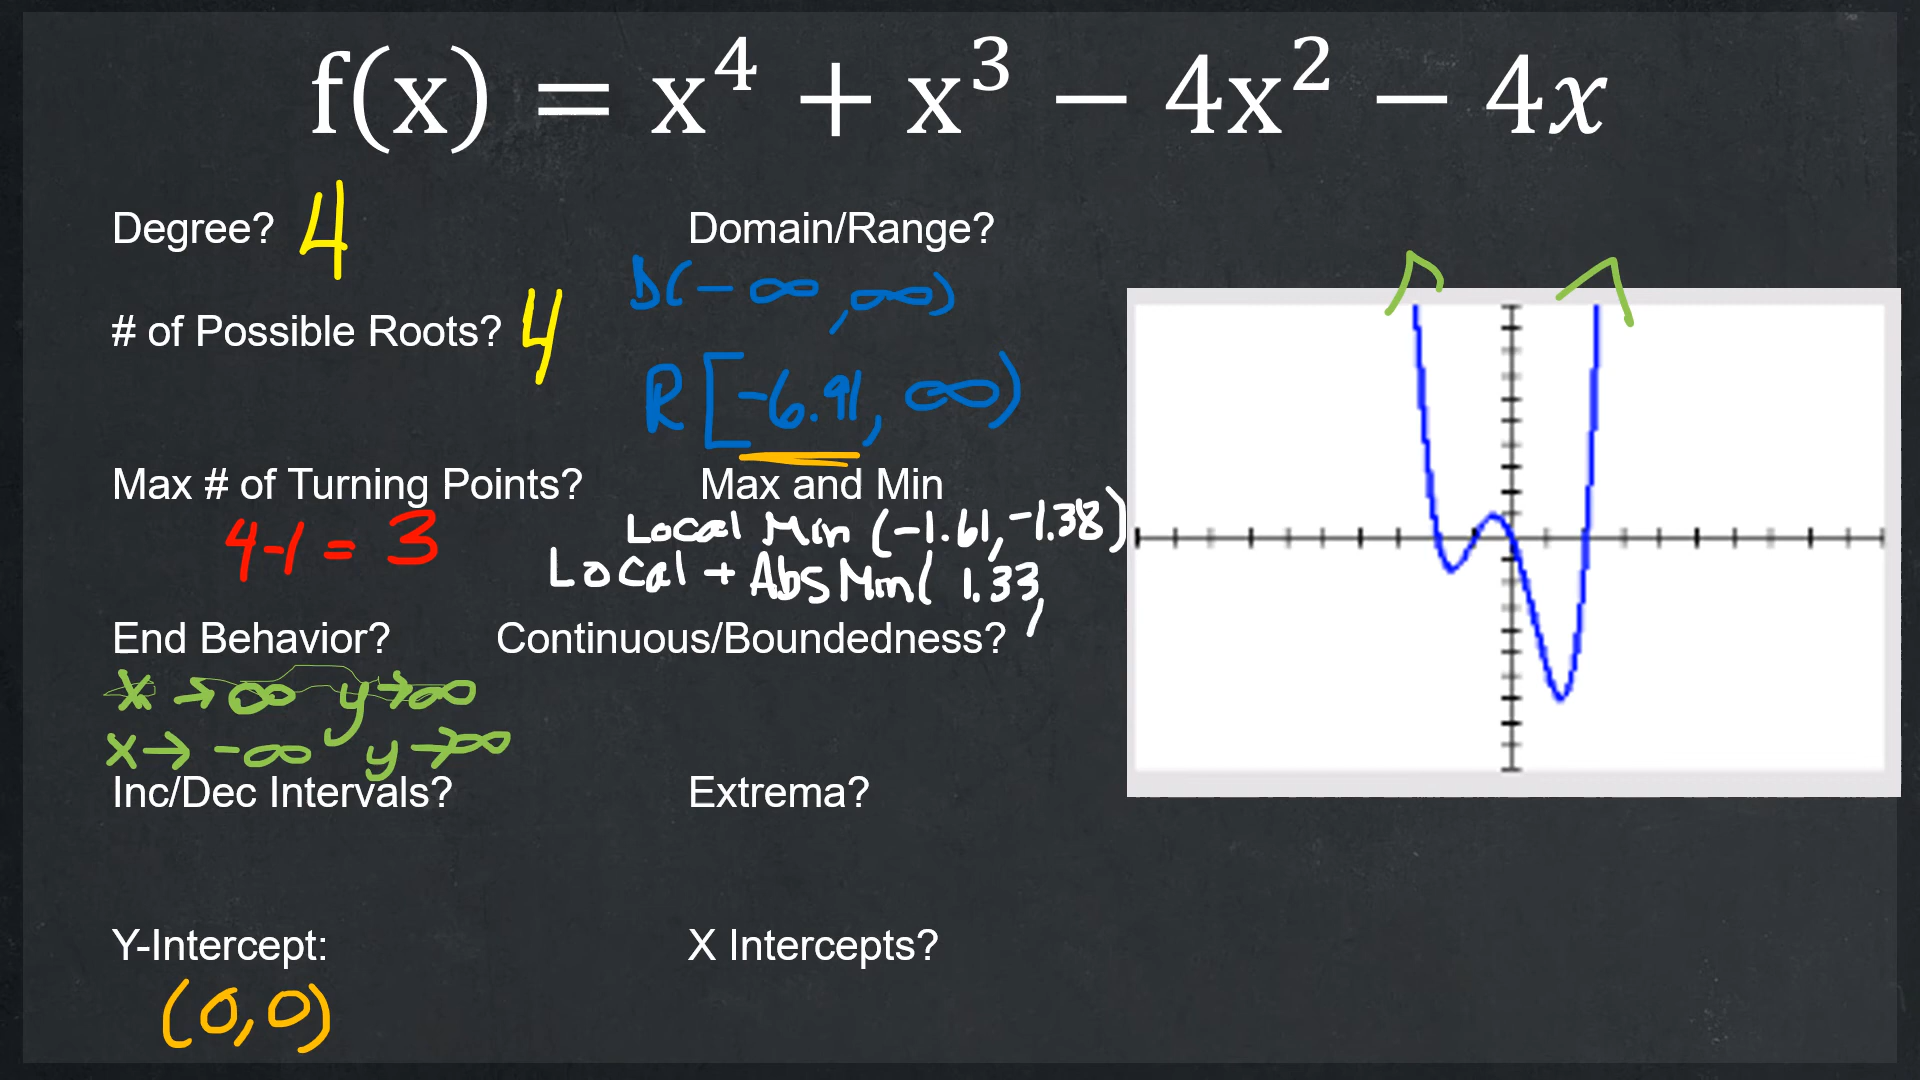 f(x) = x⁴ + x³ − 4x² − 4x
Degree? 4
# of Possible Roots? 4
Max # of Turning Points?
4-1 = 3
End Behavior?
x → ∞ y → ∞
x → -∞ y → ∞
Inc/Dec Intervals?
Y-Intercept:
(0,0)
Domain/Range?
D(-∞,∞)
R[-6.91, ∞)
Max and Min
Local Min (-1.61, -1.38)
Local + Abs Min( 1.33,
Continuous/Boundedness?
Extrema?
X Intercepts?